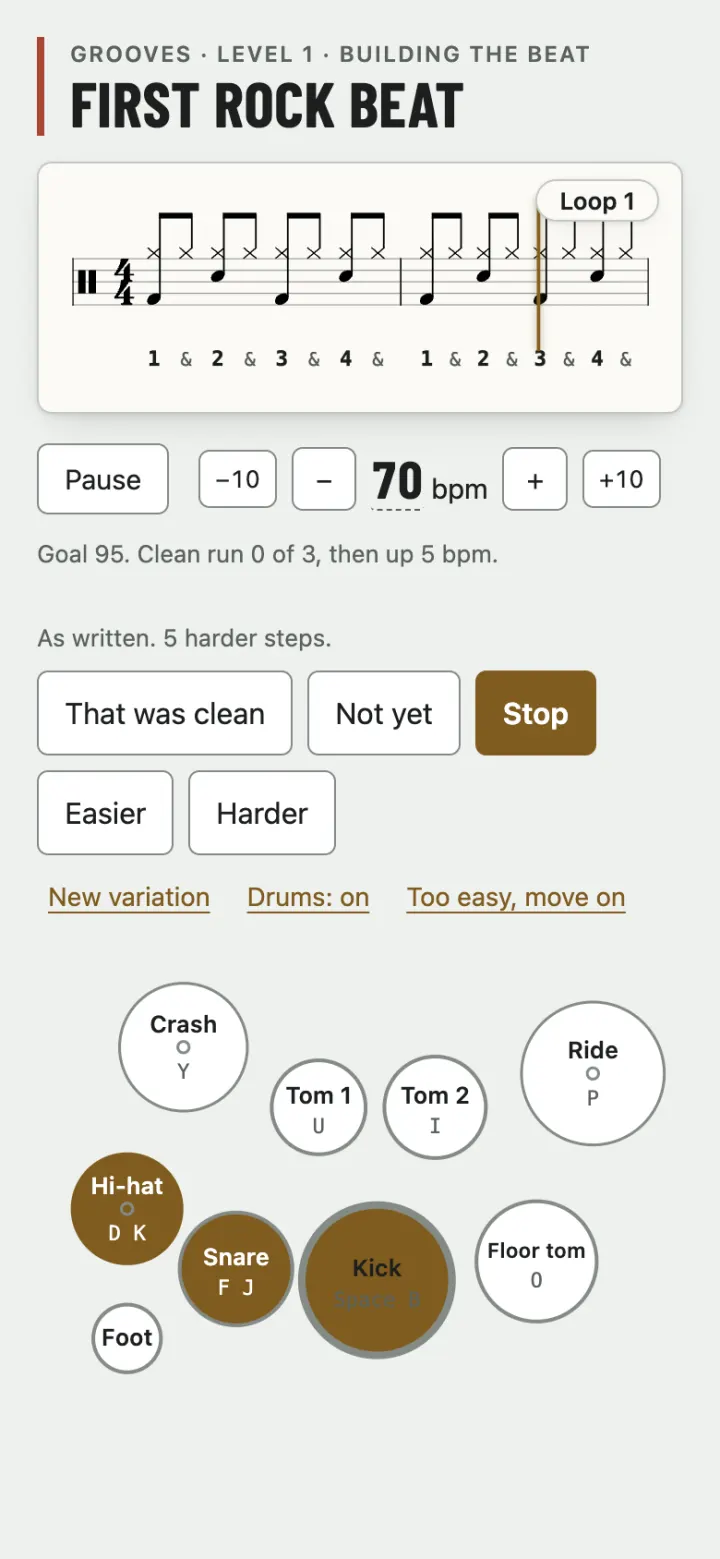 GROOVES · LEVEL 1 · BUILDING THE BEAT
FIRST ROCK BEAT
Loop 1
4
4
1 & 2 & 3 & 4 & 1 & 2 & 3 & 4 &
Pause −10 − 70 bpm + +10
Goal 95. Clean run 0 of 3, then up 5 bpm.
As written. 5 harder steps.
That was clean Not yet Stop
Easier Harder
New variation Drums: on Too easy, move on
Crash
Y
Ride
P
Tom 1
U
Tom 2
I
Hi-hat
D K
Snare
F J
Kick
Space
Floor tom
O
Foot